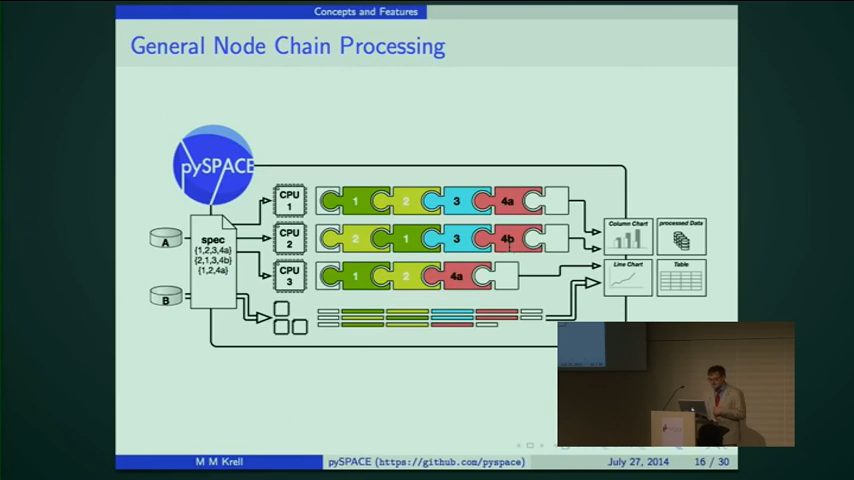 Concepts and Features
General Node Chain Processing
pySPACE
A
B
spec
{1,2,3,4a}
{2,1,3,4b}
{1,2,4a}
CPU
1
1
2
3
4a
CPU
2
2
1
3
4b
CPU
3
1
2
4a
Column Chart
processed Data
Line Chart
Table
M M Krell
pySPACE (https://github.com/pyspace)
July 27, 2014
16 / 30